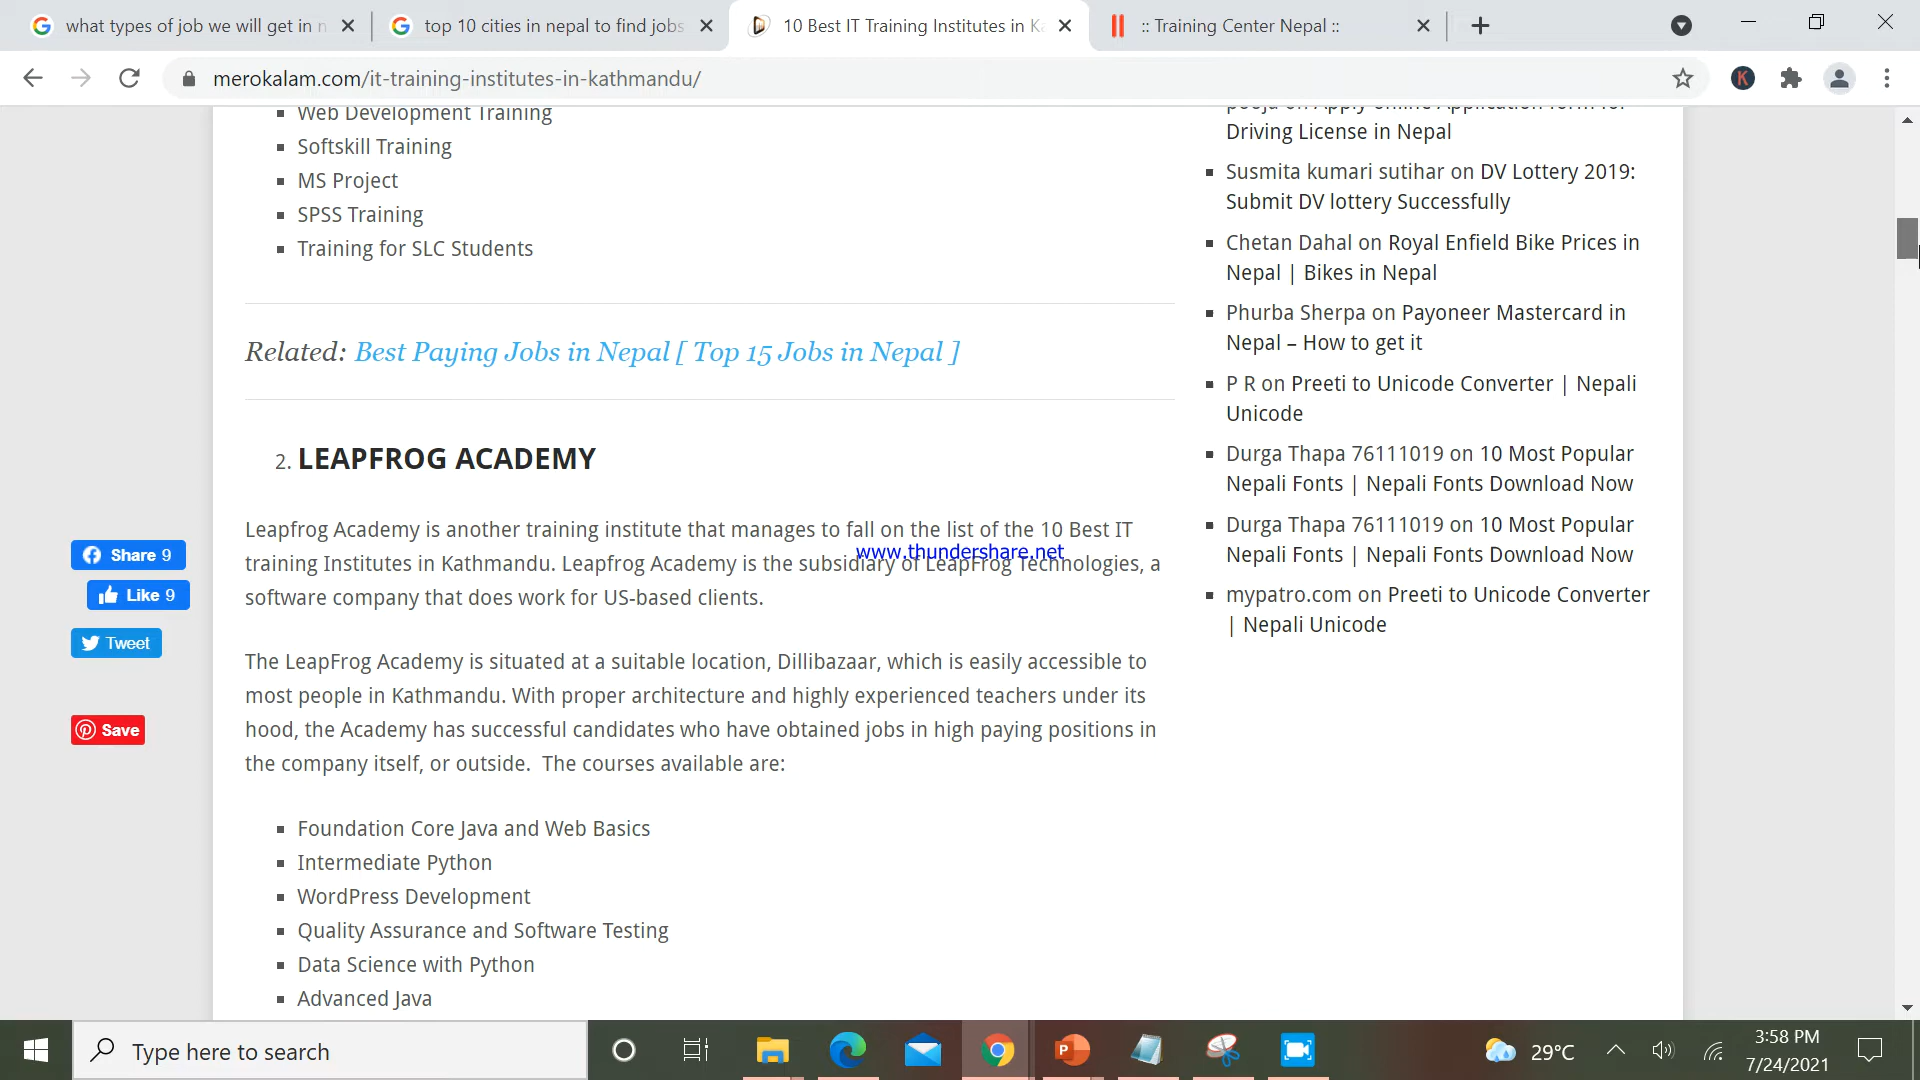 what types of job we will get in n
top 10 cities in nepal to find jobs
10 Best IT Training Institutes in Ka
:: Training Center Nepal ::
merokalam.com/it-training-institutes-in-kathmandu/
Web Development Training
Softskill Training
MS Project
SPSS Training
Training for SLC Students
Related: Best Paying Jobs in Nepal [ Top 15 Jobs in Nepal ]
2. LEAPFROG ACADEMY
Leapfrog Academy is another training institute that manages to fall on the list of the 10 Best IT
training Institutes in Kathmandu. Leapfrog Academy is the subsidiary of LeapFrog Technologies, a
software company that does work for US-based clients.
www.thundershare.net
The LeapFrog Academy is situated at a suitable location, Dillibazaar, which is easily accessible to
most people in Kathmandu. With proper architecture and highly experienced teachers under its
hood, the Academy has successful candidates who have obtained jobs in high paying positions in
the company itself, or outside. The courses available are:
Foundation Core Java and Web Basics
Intermediate Python
WordPress Development
Quality Assurance and Software Testing
Data Science with Python
Advanced Java
pooja on Apply Online Application form for
Driving License in Nepal
Susmita kumari sutihar on DV Lottery 2019:
Submit DV lottery Successfully
Chetan Dahal on Royal Enfield Bike Prices in
Nepal | Bikes in Nepal
Phurba Sherpa on Payoneer Mastercard in
Nepal – How to get it
P R on Preeti to Unicode Converter | Nepali
Unicode
Durga Thapa 76111019 on 10 Most Popular
Nepali Fonts | Nepali Fonts Download Now
Durga Thapa 76111019 on 10 Most Popular
Nepali Fonts | Nepali Fonts Download Now
mypatro.com on Preeti to Unicode Converter
| Nepali Unicode
Share 9
Like 9
Tweet
Save
Type here to search
29°C
3:58 PM
7/24/2021